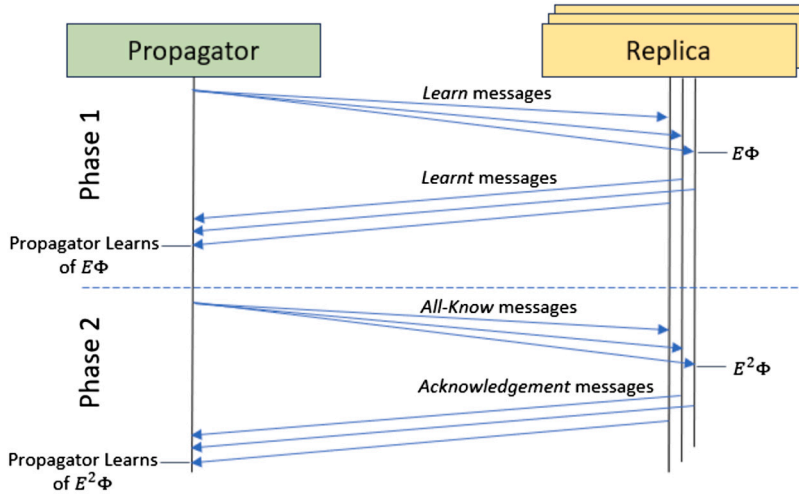 Propagator
Replica
Phase 1
Learn messages
EΦ
Learnt messages
Propagator Learns
of EΦ
Phase 2
All-Know messages
E²Φ
Acknowledgement messages
Propagator Learns
of E²Φ